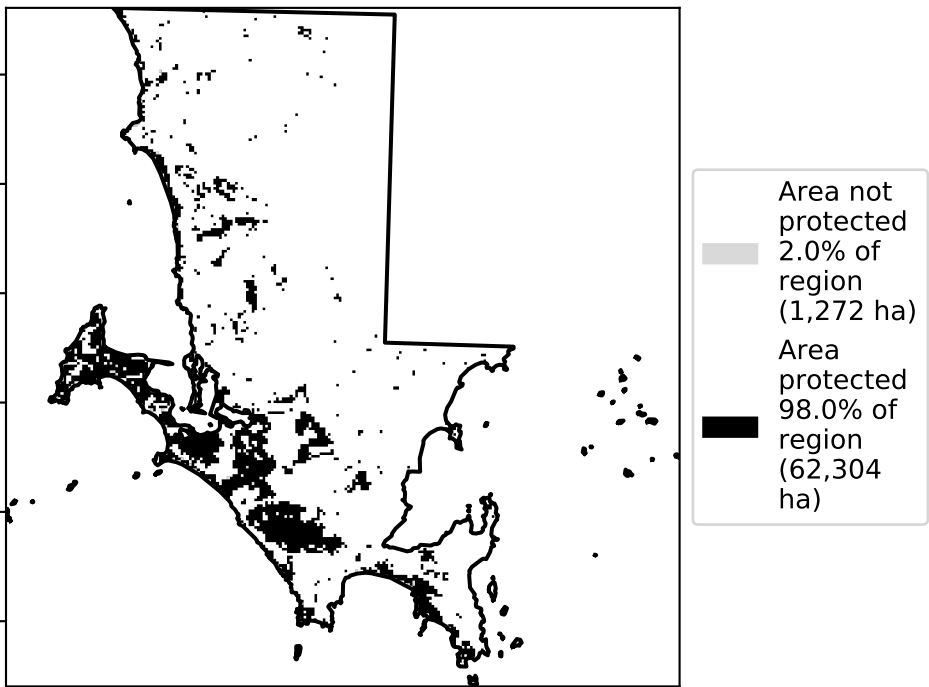 Area not
protected
2.0% of
region
(1,272 ha)
Area
protected
98.0% of
region
(62,304
ha)